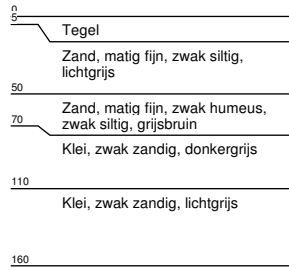 0
5
Tegel
Zand, matig fijn, zwak siltig,
lichtgrijs
50
Zand, matig fijn, zwak humeus,
zwak siltig, grijsbruin
70
Klei, zwak zandig, donkergrijs
110
Klei, zwak zandig, lichtgrijs
160